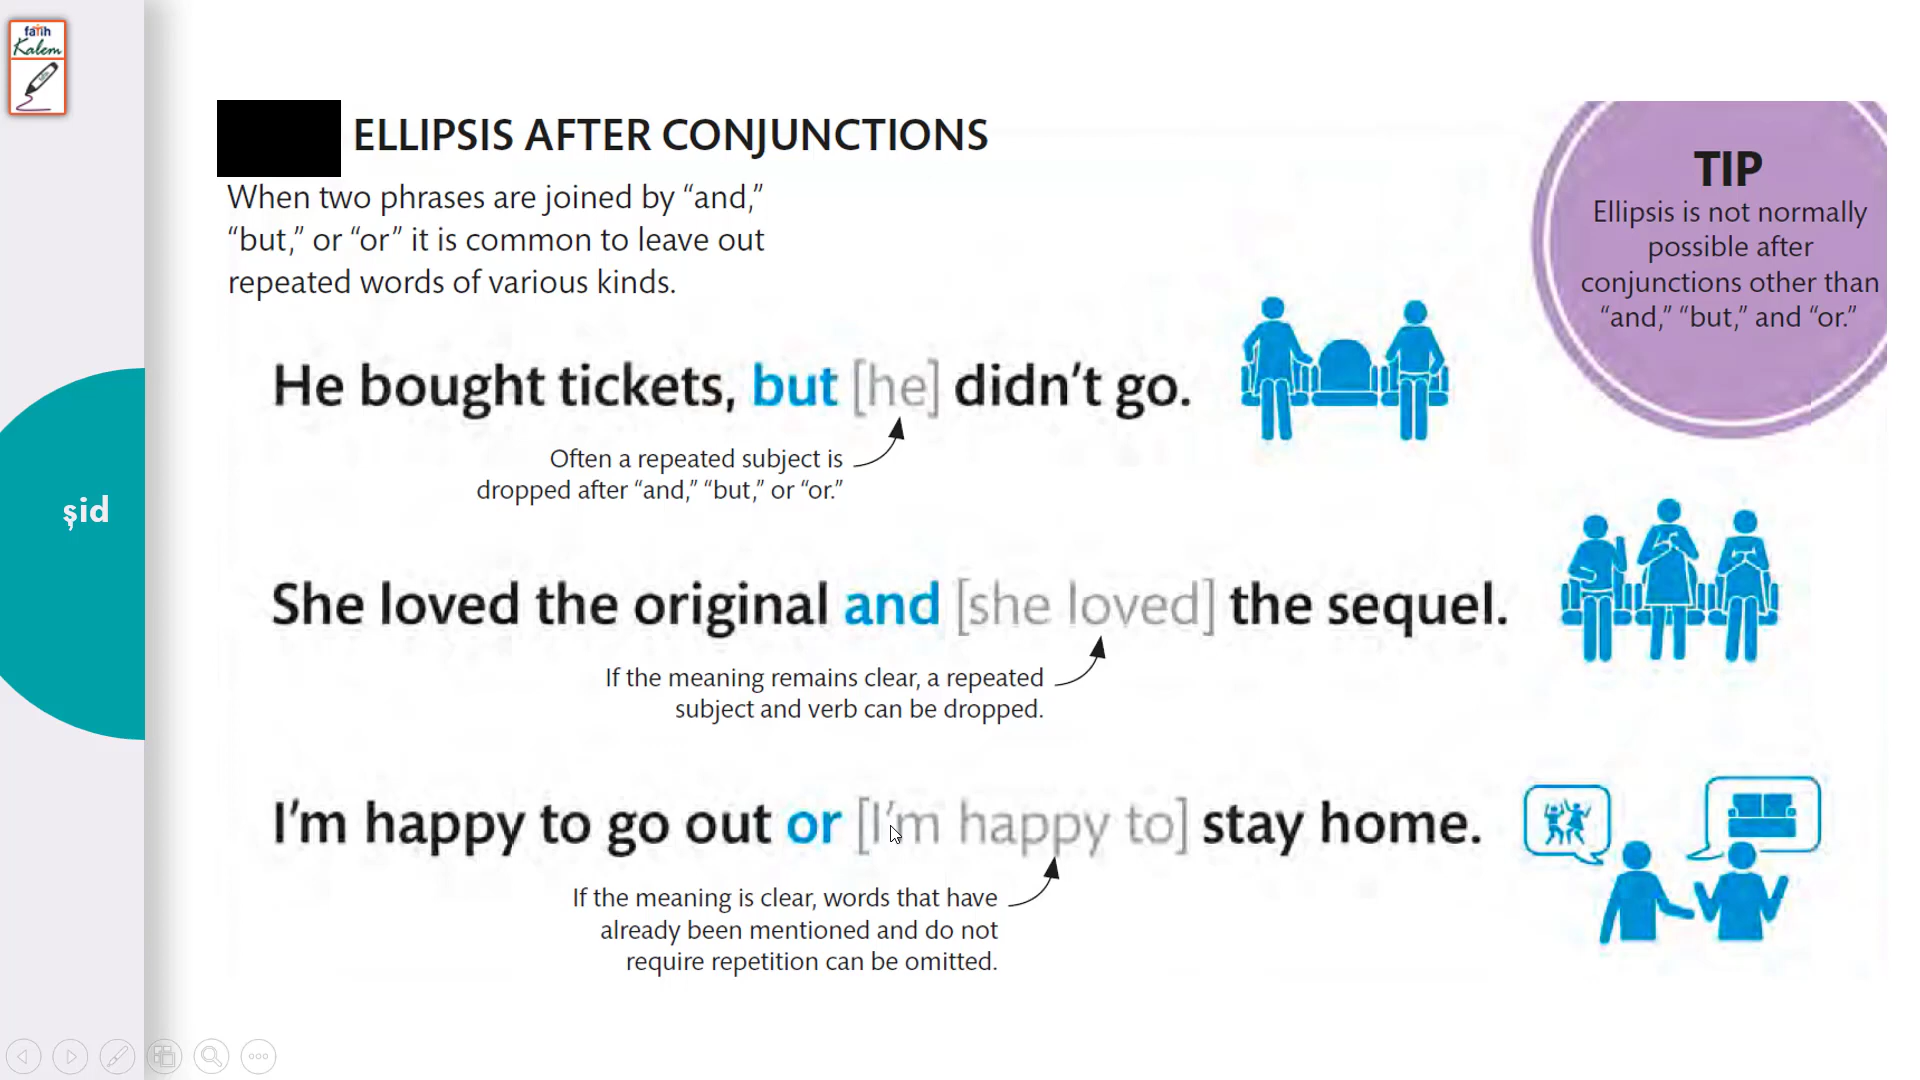 fatih
Kalem
ELLIPSIS AFTER CONJUNCTIONS
When two phrases are joined by “and,”
“but,” or “or” it is common to leave out
repeated words of various kinds.
TIP
Ellipsis is not normally
possible after
conjunctions other than
“and,” “but,” and “or.”
He bought tickets, but [he] didn’t go.
Often a repeated subject is
dropped after “and,” “but,” or “or.”
şid
She loved the original and [she loved] the sequel.
If the meaning remains clear, a repeated
subject and verb can be dropped.
I’m happy to go out or [I’m happy to] stay home.
If the meaning is clear, words that have
already been mentioned and do not
require repetition can be omitted.